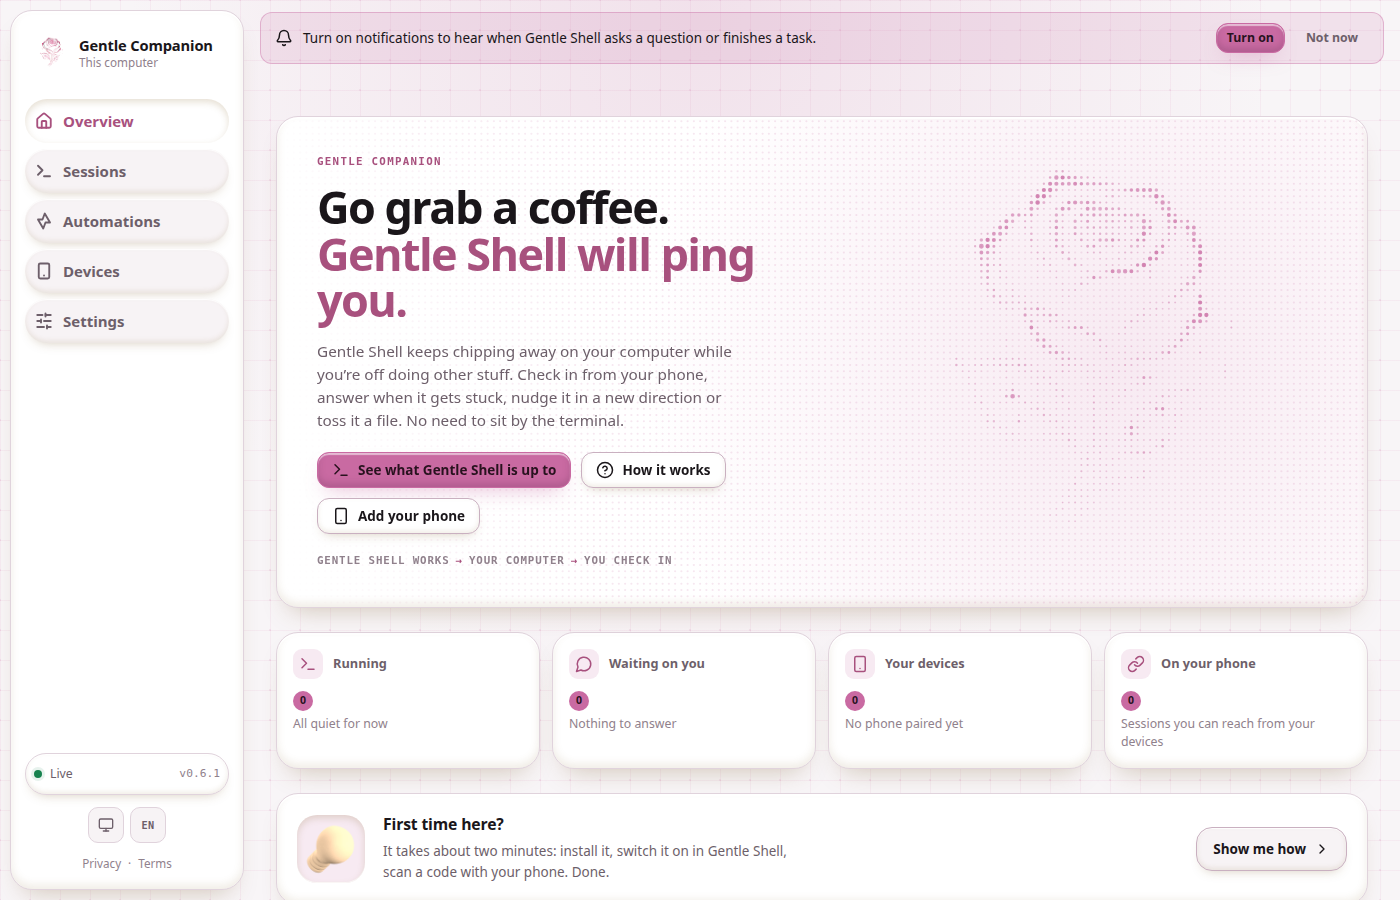 Gentle Companion
This computer
Overview
Sessions
Automations
Devices
Settings
Live
v0.6.1
EN
Privacy · Terms
Turn on notifications to hear when Gentle Shell asks a question or finishes a task.
Turn on
Not now
GENTLE COMPANION
Go grab a coffee.
Gentle Shell will ping
you.
Gentle Shell keeps chipping away on your computer while
you’re off doing other stuff. Check in from your phone,
answer when it gets stuck, nudge it in a new direction or
toss it a file. No need to sit by the terminal.
See what Gentle Shell is up to
How it works
Add your phone
GENTLE SHELL WORKS → YOUR COMPUTER → YOU CHECK IN
Running
0
All quiet for now
Waiting on you
0
Nothing to answer
Your devices
0
No phone paired yet
On your phone
0
Sessions you can reach from your
devices
First time here?
It takes about two minutes: install it, switch it on in Gentle Shell,
scan a code with your phone. Done.
Show me how